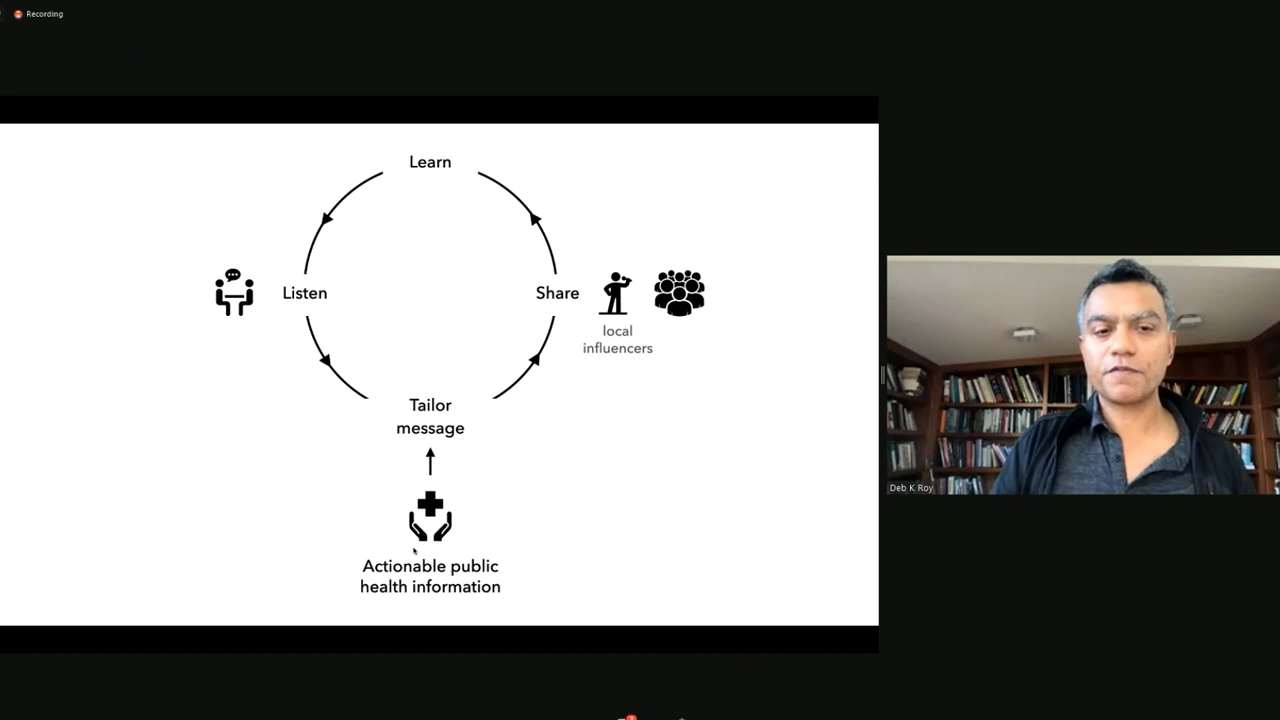 Recording
Learn
Listen
Share
local
influencers
Tailor
message
Actionable public
health information
Deb K Roy